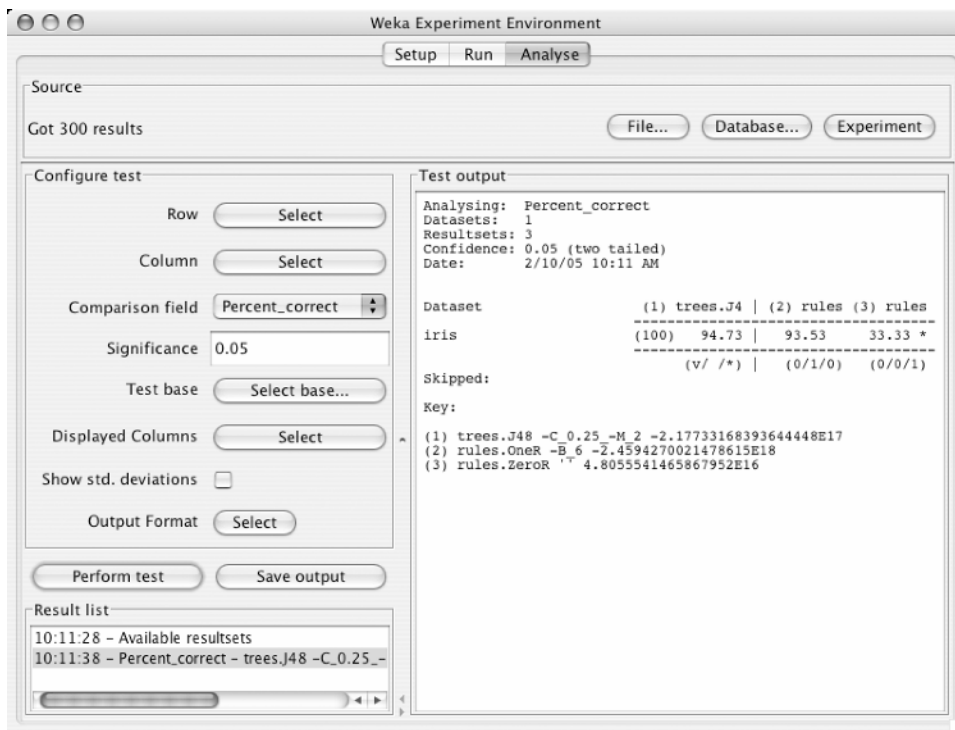 Weka Experiment Environment
Setup Run Analyse
Source
Got 300 results
File... Database... Experiment
Configure test
Row Select
Column Select
Comparison field Percent_correct
Significance 0.05
Test base Select base...
Displayed Columns Select
Show std. deviations
Output Format Select
Perform test Save output
Result list
10:11:28 – Available resultsets
10:11:38 – Percent_correct – trees.J48 –C_0.25_–
Test output
Analysing: Percent_correct
Datasets: 1
Resultsets: 3
Confidence: 0.05 (two tailed)
Date: 2/10/05 10:11 AM
Dataset (1) trees.J4 | (2) rules (3) rules
iris (100) 94.73 | 93.53 33.33 *
(v/ /*) | (0/1/0) (0/0/1)
Skipped:
Key:
(1) trees.J48 -C_0.25_-M_2 -2.17733168393644448E17
(2) rules.OneR -B_6 -2.4594270021478615E18
(3) rules.ZeroR '' 4.8055541465867952E16